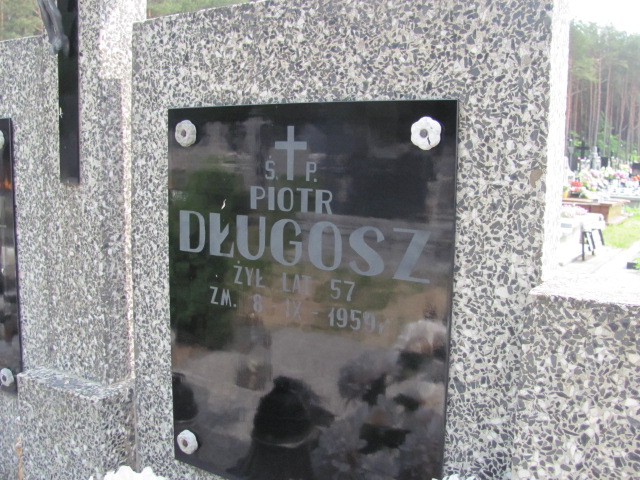 Ś. P.
PIOTR
DŁUGOSZ
ŻYŁ LAT 57
ZM. 8 - IX - 1959 r.